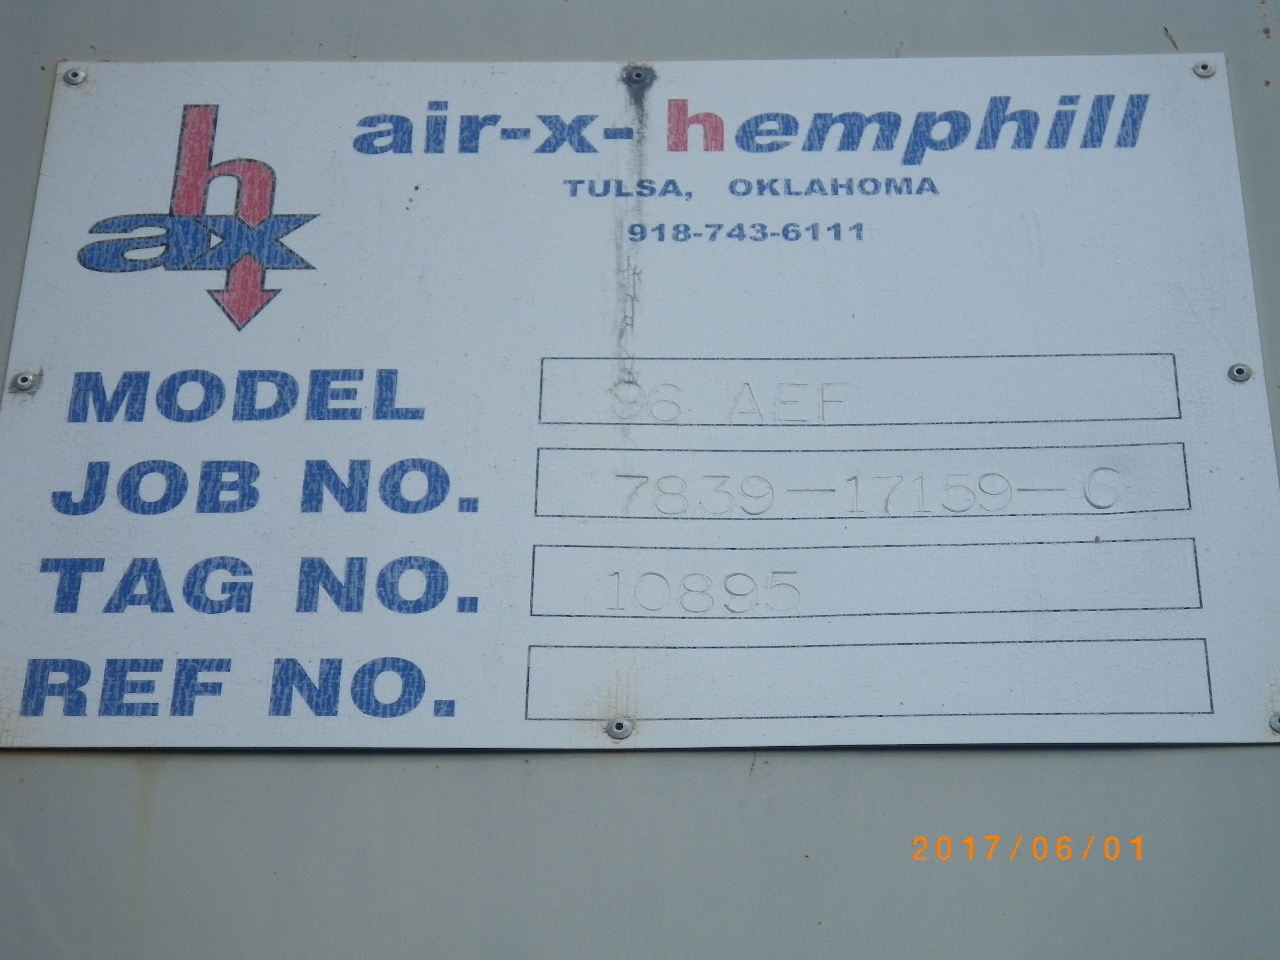 h
ax
air-x-hemphill
TULSA, OKLAHOMA
918-743-6111
MODEL 96 AEF
JOB NO. 7839-17159-C
TAG NO. 10895
REF NO.
2017/06/01